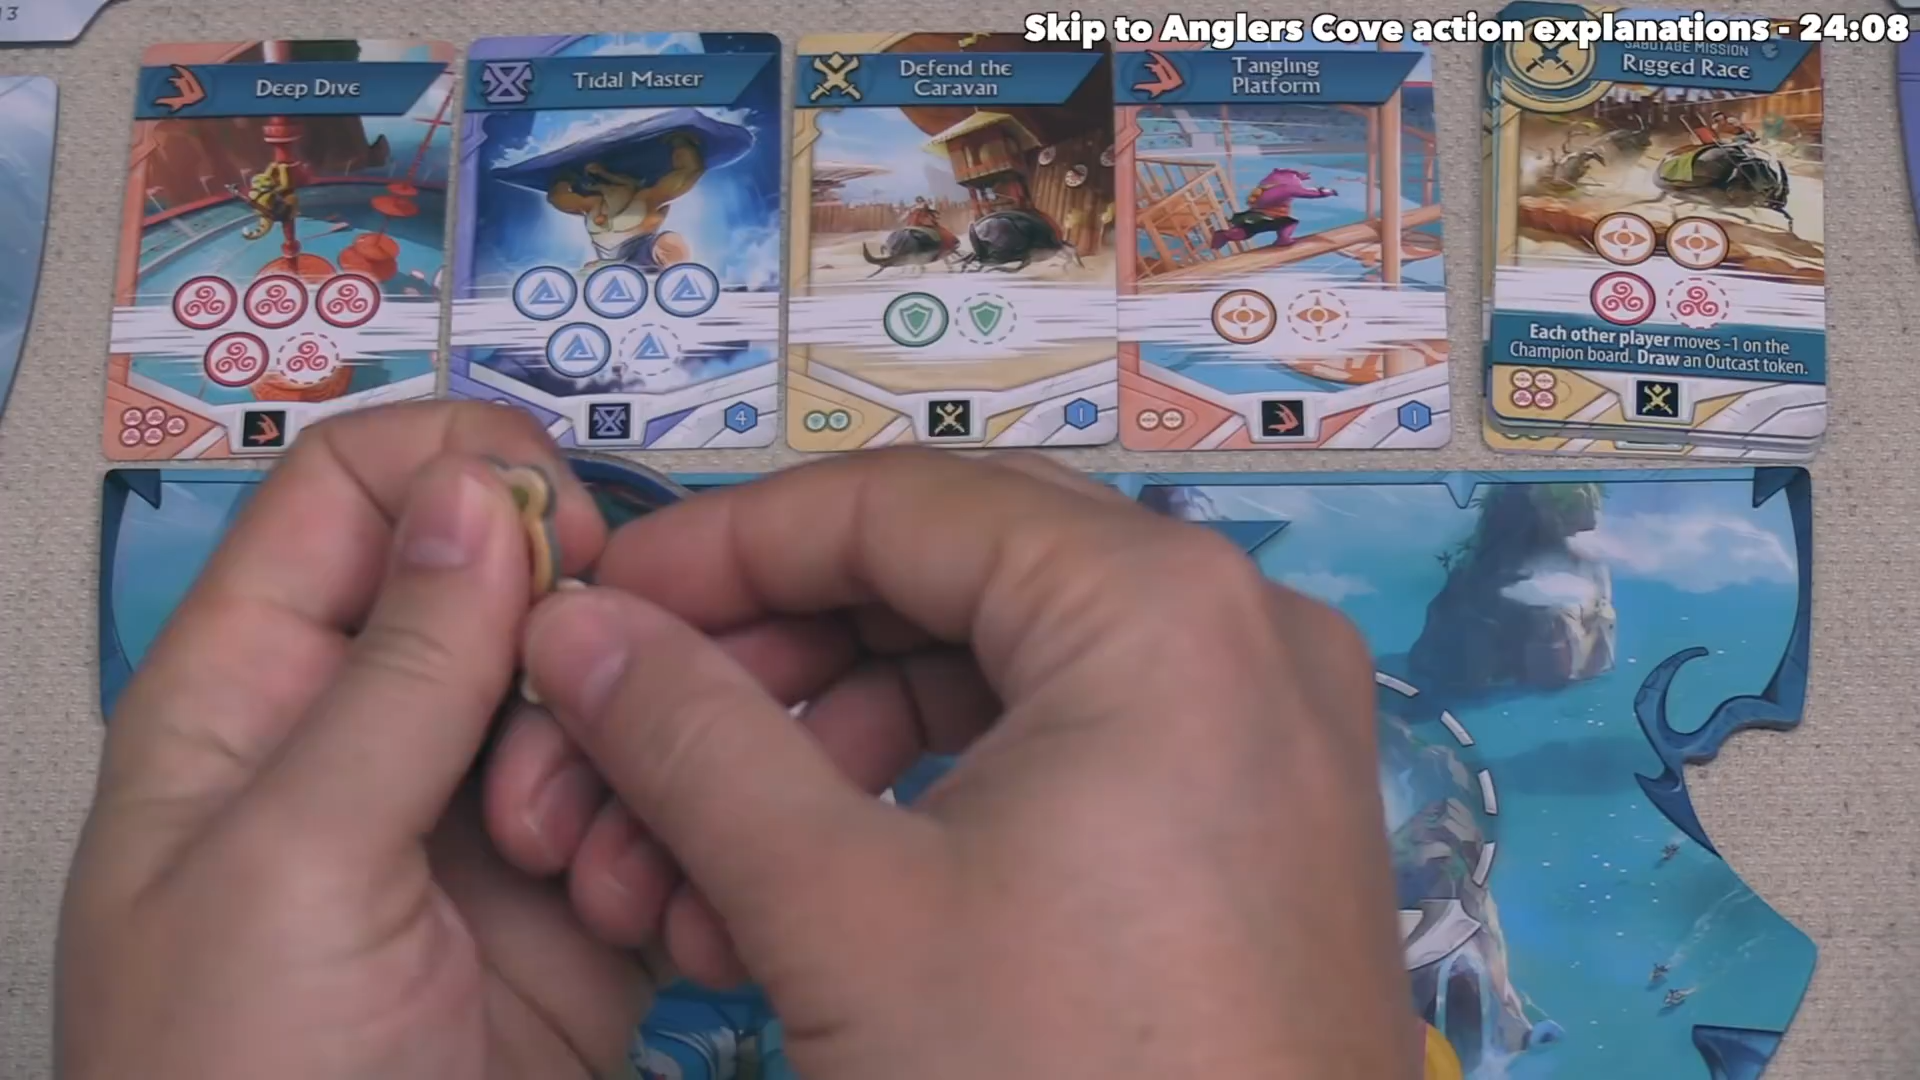 13
Skip to Anglers Cove action explanations - 24:08
Deep Dive
Tidal Master
Defend the
Caravan
Tangling
Platform
SABOTAGE MISSION
Rigged Race
Each other player moves -1 on the
Champion board. Draw an Outcast token.
4
1
1